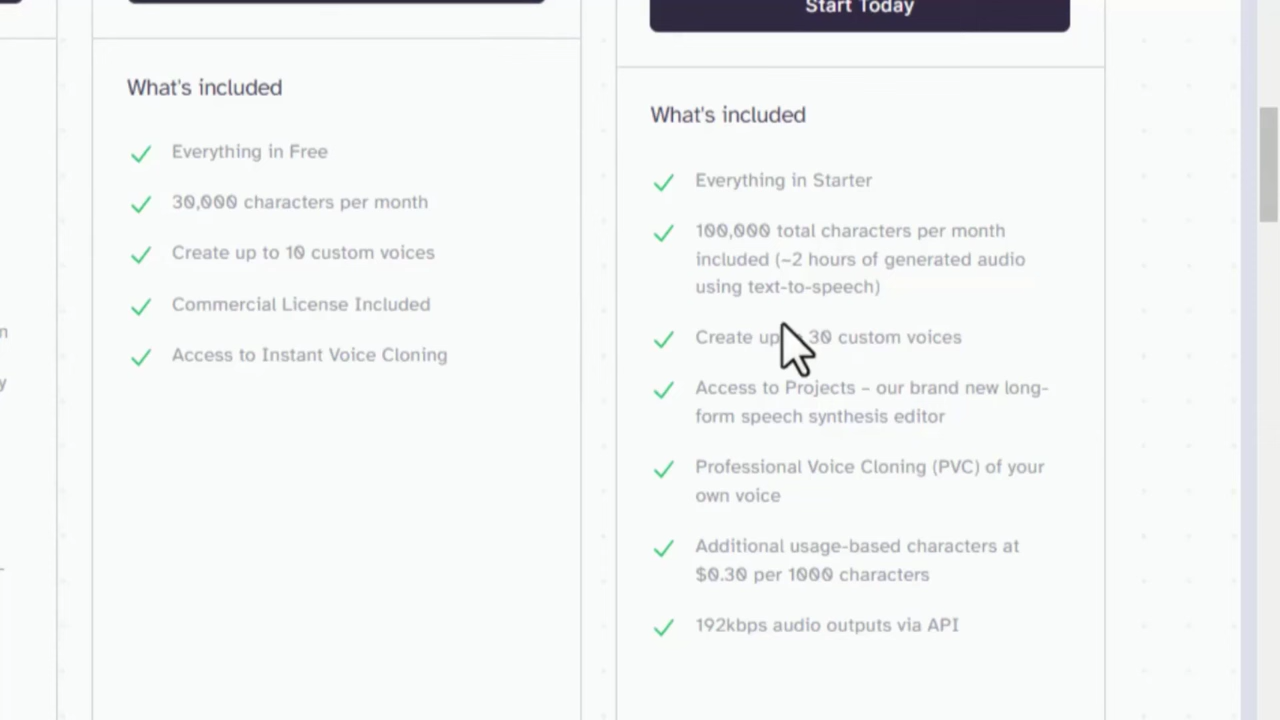 Start Today
What's included
Everything in Free
30,000 characters per month
Create up to 10 custom voices
Commercial License Included
Access to Instant Voice Cloning
What's included
Everything in Starter
100,000 total characters per month
included (~2 hours of generated audio
using text-to-speech)
Create up 30 custom voices
Access to Projects – our brand new long-
form speech synthesis editor
Professional Voice Cloning (PVC) of your
own voice
Additional usage-based characters at
$0.30 per 1000 characters
192kbps audio outputs via API